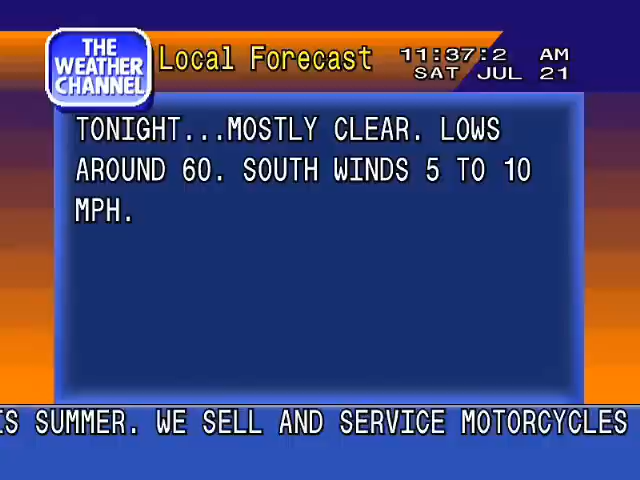 THE
WEATHER
CHANNEL
Local Forecast
11:37:2 AM
SAT JUL 21
TONIGHT...MOSTLY CLEAR. LOWS
AROUND 60. SOUTH WINDS 5 TO 10
MPH.
IS SUMMER. WE SELL AND SERVICE MOTORCYCLES